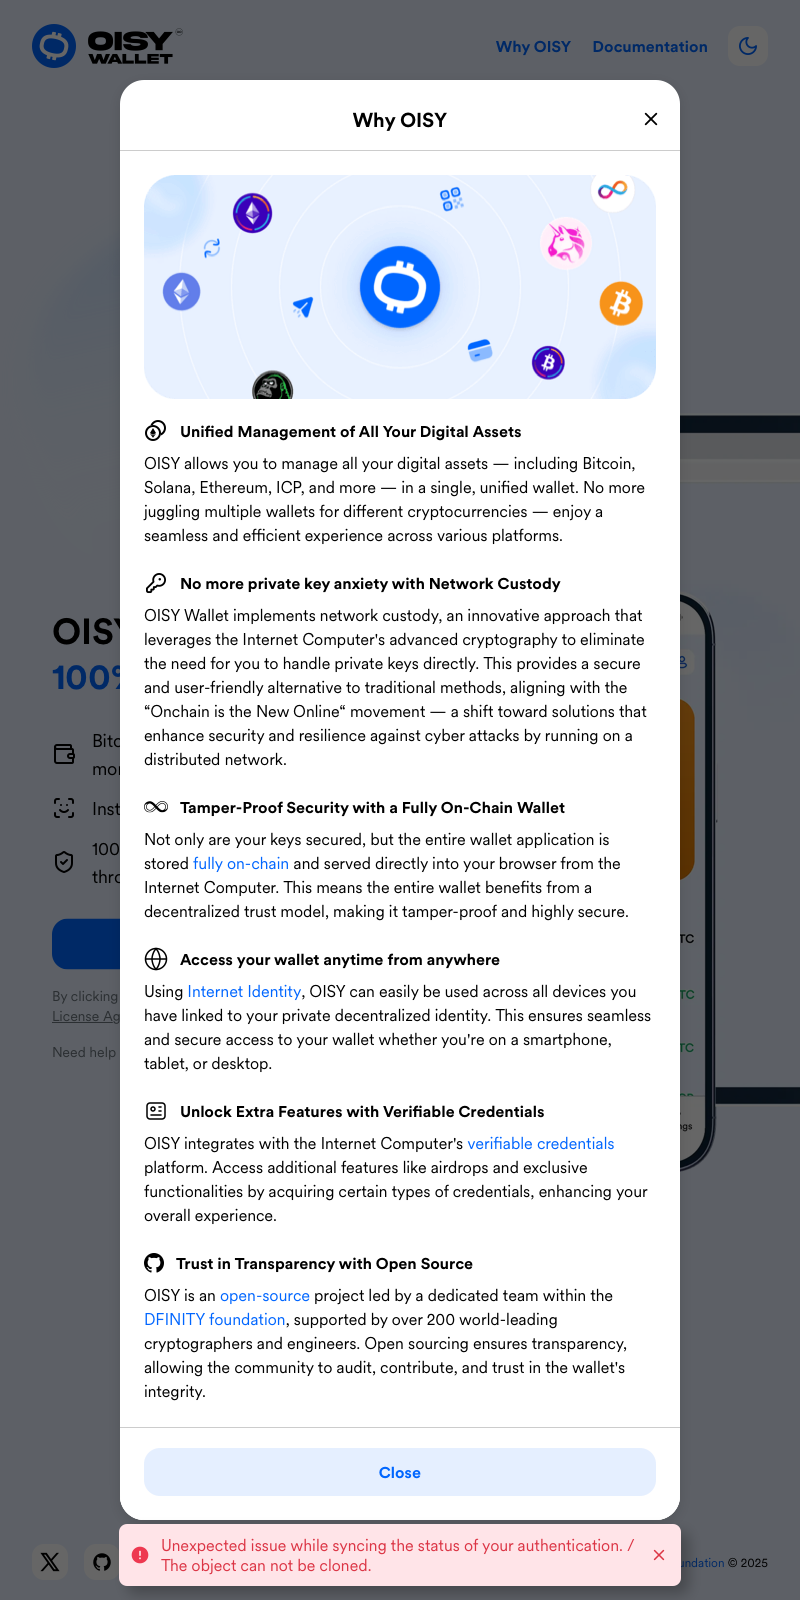 OISY
WALLET
Why OISY
Documentation
Why OISY
Unified Management of All Your Digital Assets
OISY allows you to manage all your digital assets — including Bitcoin,
Solana, Ethereum, ICP, and more — in a single, unified wallet. No more
juggling multiple wallets for different cryptocurrencies — enjoy a
seamless and efficient experience across various platforms.
No more private key anxiety with Network Custody
OISY Wallet implements network custody, an innovative approach that
leverages the Internet Computer's advanced cryptography to eliminate
the need for you to handle private keys directly. This provides a secure
and user-friendly alternative to traditional methods, aligning with the
“Onchain is the New Online“ movement — a shift toward solutions that
enhance security and resilience against cyber attacks by running on a
distributed network.
Tamper-Proof Security with a Fully On-Chain Wallet
Not only are your keys secured, but the entire wallet application is
stored fully on-chain and served directly into your browser from the
Internet Computer. This means the entire wallet benefits from a
decentralized trust model, making it tamper-proof and highly secure.
Access your wallet anytime from anywhere
Using Internet Identity, OISY can easily be used across all devices you
have linked to your private decentralized identity. This ensures seamless
and secure access to your wallet whether you're on a smartphone,
tablet, or desktop.
Unlock Extra Features with Verifiable Credentials
OISY integrates with the Internet Computer's verifiable credentials
platform. Access additional features like airdrops and exclusive
functionalities by acquiring certain types of credentials, enhancing your
overall experience.
Trust in Transparency with Open Source
OISY is an open-source project led by a dedicated team within the
DFINITY foundation, supported by over 200 world-leading
cryptographers and engineers. Open sourcing ensures transparency,
allowing the community to audit, contribute, and trust in the wallet's
integrity.
Close
Unexpected issue while syncing the status of your authentication. /
The object can not be cloned.
OISY
100%
By clicking
License
Need help
© 2025